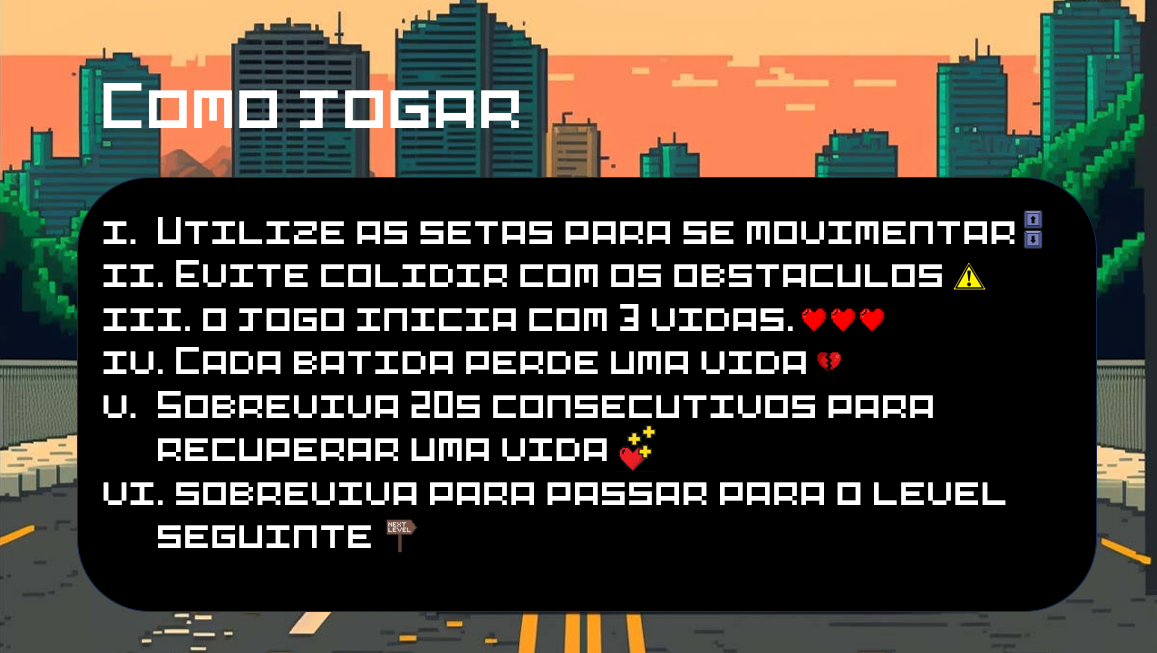 Como jogar
I. Utilize as setas para se movimentar
II. Evite colidir com os obstaculos
III. O jogo inicia com 3 vidas.
IV. Cada batida perde uma vida
V. Sobreviva 20s consecutivos para
recuperar uma vida
VI. sobreviva para passar para o level
seguinte
NEXT
LEVEL